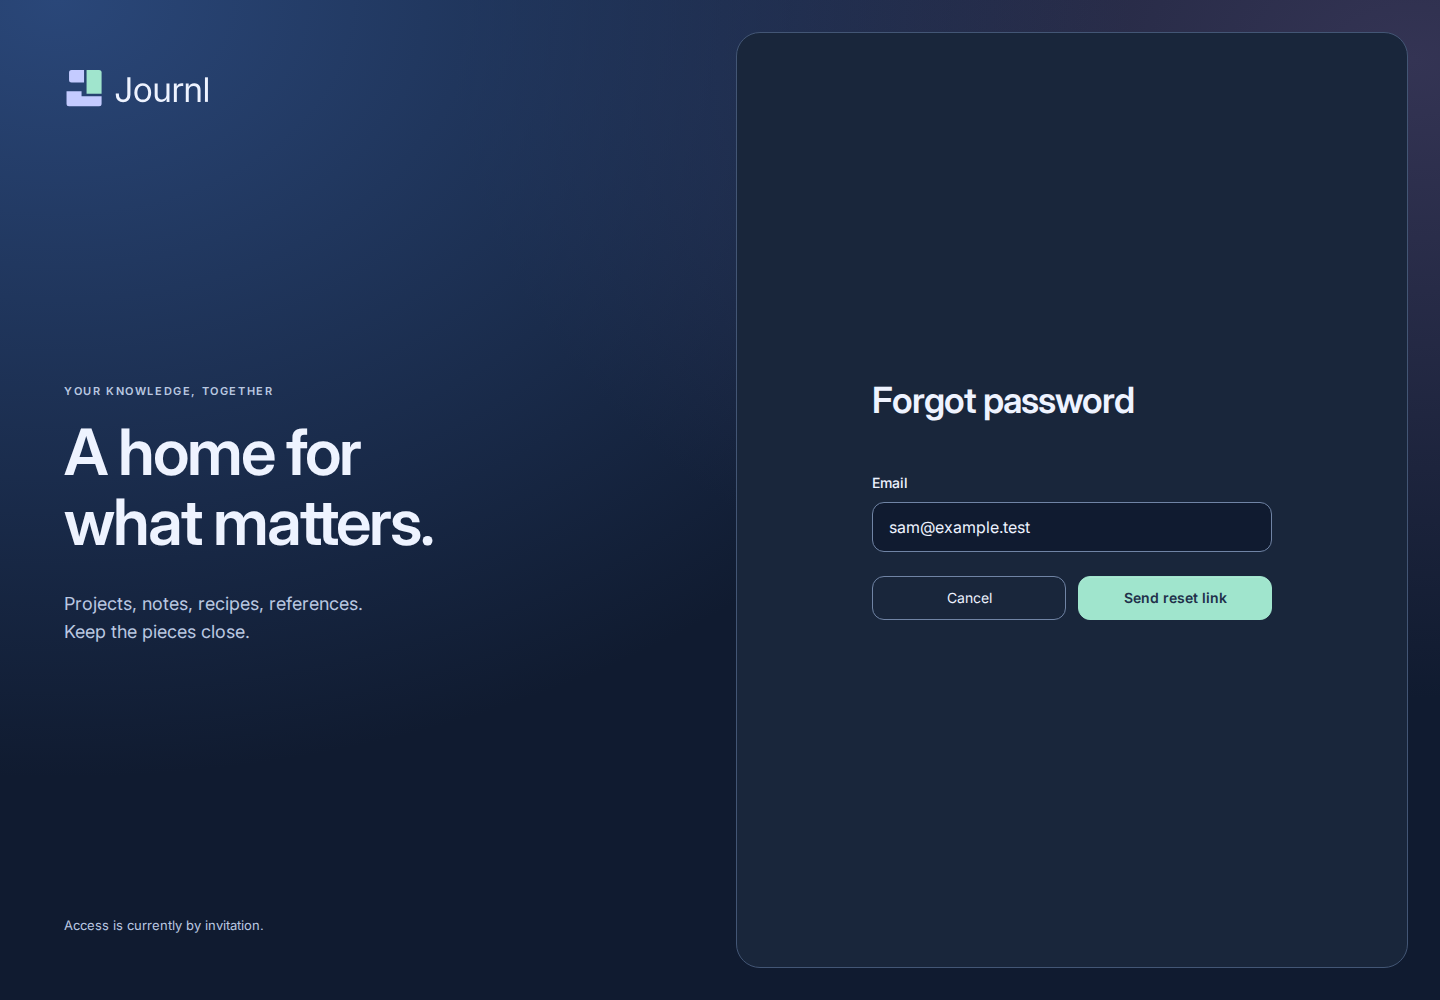 Journl
YOUR KNOWLEDGE, TOGETHER
A home for
what matters.
Projects, notes, recipes, references.
Keep the pieces close.
Access is currently by invitation.
Forgot password
Email
sam@example.test
Cancel
Send reset link